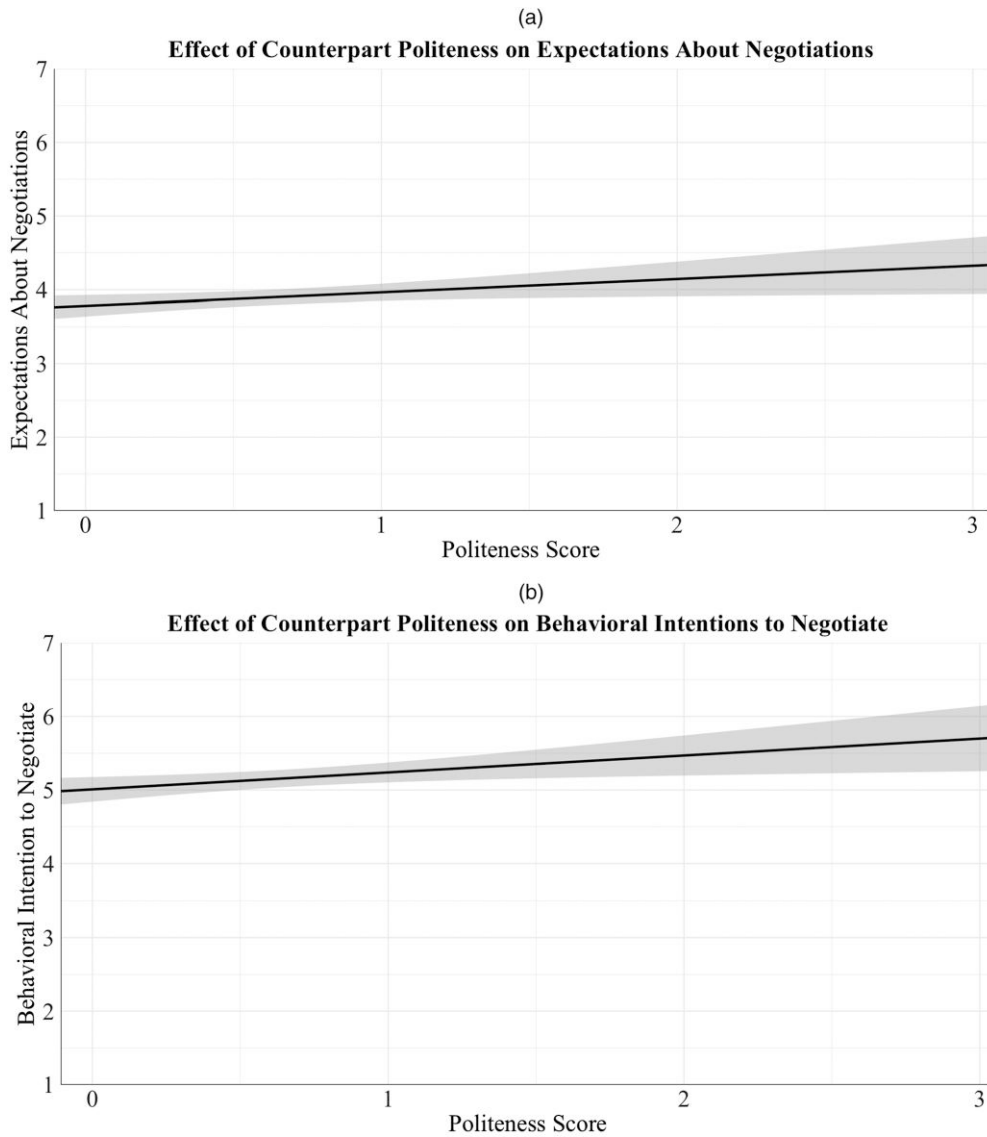 (a)
Effect of Counterpart Politeness on Expectations About Negotiations
Expectations About Negotiations
7
6
5
4
3
2
1
0 1 2 3
Politeness Score
(b)
Effect of Counterpart Politeness on Behavioral Intentions to Negotiate
Behavioral Intention to Negotiate
7
6
5
4
3
2
1
0 1 2 3
Politeness Score